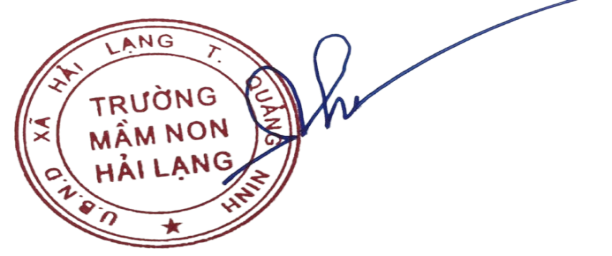 U.B.N.D XÃ HẢI LẠNG T. QUẢNG NINH
TRƯỜNG
MẦM NON
HẢI LẠNG